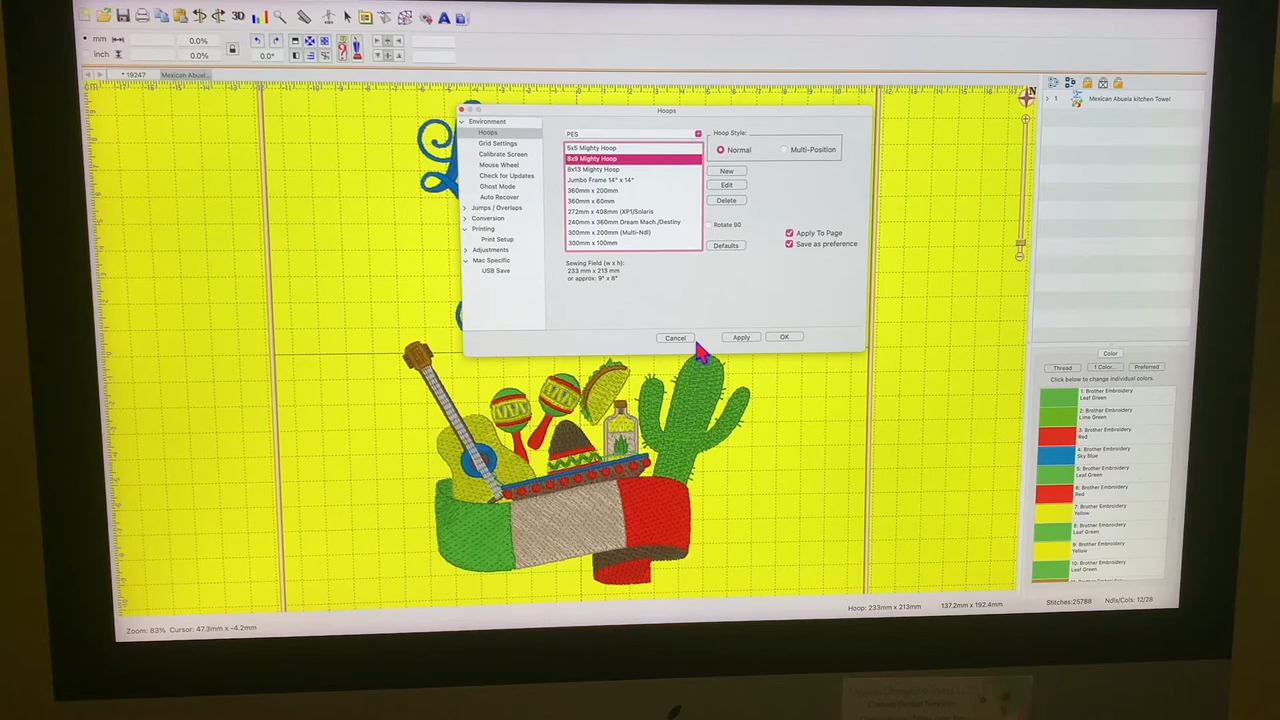 3D
A
mm
0.0%
inch
0.0%
0.0°
* 19247
Mexican Abuel...
cm
N
1
Mexican Abuela kitchen Towel
Hoops
Environment
Hoops
Grid Settings
Calibrate Screen
Mouse Wheel
Check for Updates
Ghost Mode
Auto Recover
Jumps / Overlaps
Conversion
Printing
Print Setup
Adjustments
Mac Specific
USB Save
PES
5x5 Mighty Hoop
8x9 Mighty Hoop
8x13 Mighty Hoop
Jumbo Frame 14" x 14"
360mm x 200mm
360mm x 60mm
272mm x 408mm (XP1/Solaris
240mm x 360mm Dream Mach./Destiny
300mm x 200mm (Multi-Ndl)
300mm x 100mm
Sewing Field (w x h):
233 mm x 213 mm
or approx: 9" x 8"
Hoop Style:
Normal
Multi-Position
New
Edit
Delete
Rotate 90
Defaults
Apply To Page
Save as preference
Cancel
Apply
OK
Color
Thread
1 Color...
Preferred
Click below to change individual colors.
1: Brother Embroidery
Leaf Green
2: Brother Embroidery
Lime Green
3: Brother Embroidery
Red
4: Brother Embroidery
Sky Blue
5: Brother Embroidery
Leaf Green
6: Brother Embroidery
Red
7: Brother Embroidery
Yellow
8: Brother Embroidery
Leaf Green
9: Brother Embroidery
Yellow
10: Brother Embroidery
Leaf Green
Zoom: 83% Cursor: 47.3mm x -4.2mm
Hoop: 233mm x 213mm
137.2mm x 192.4mm
Stitches:25788
Ndls/Cols: 12/28